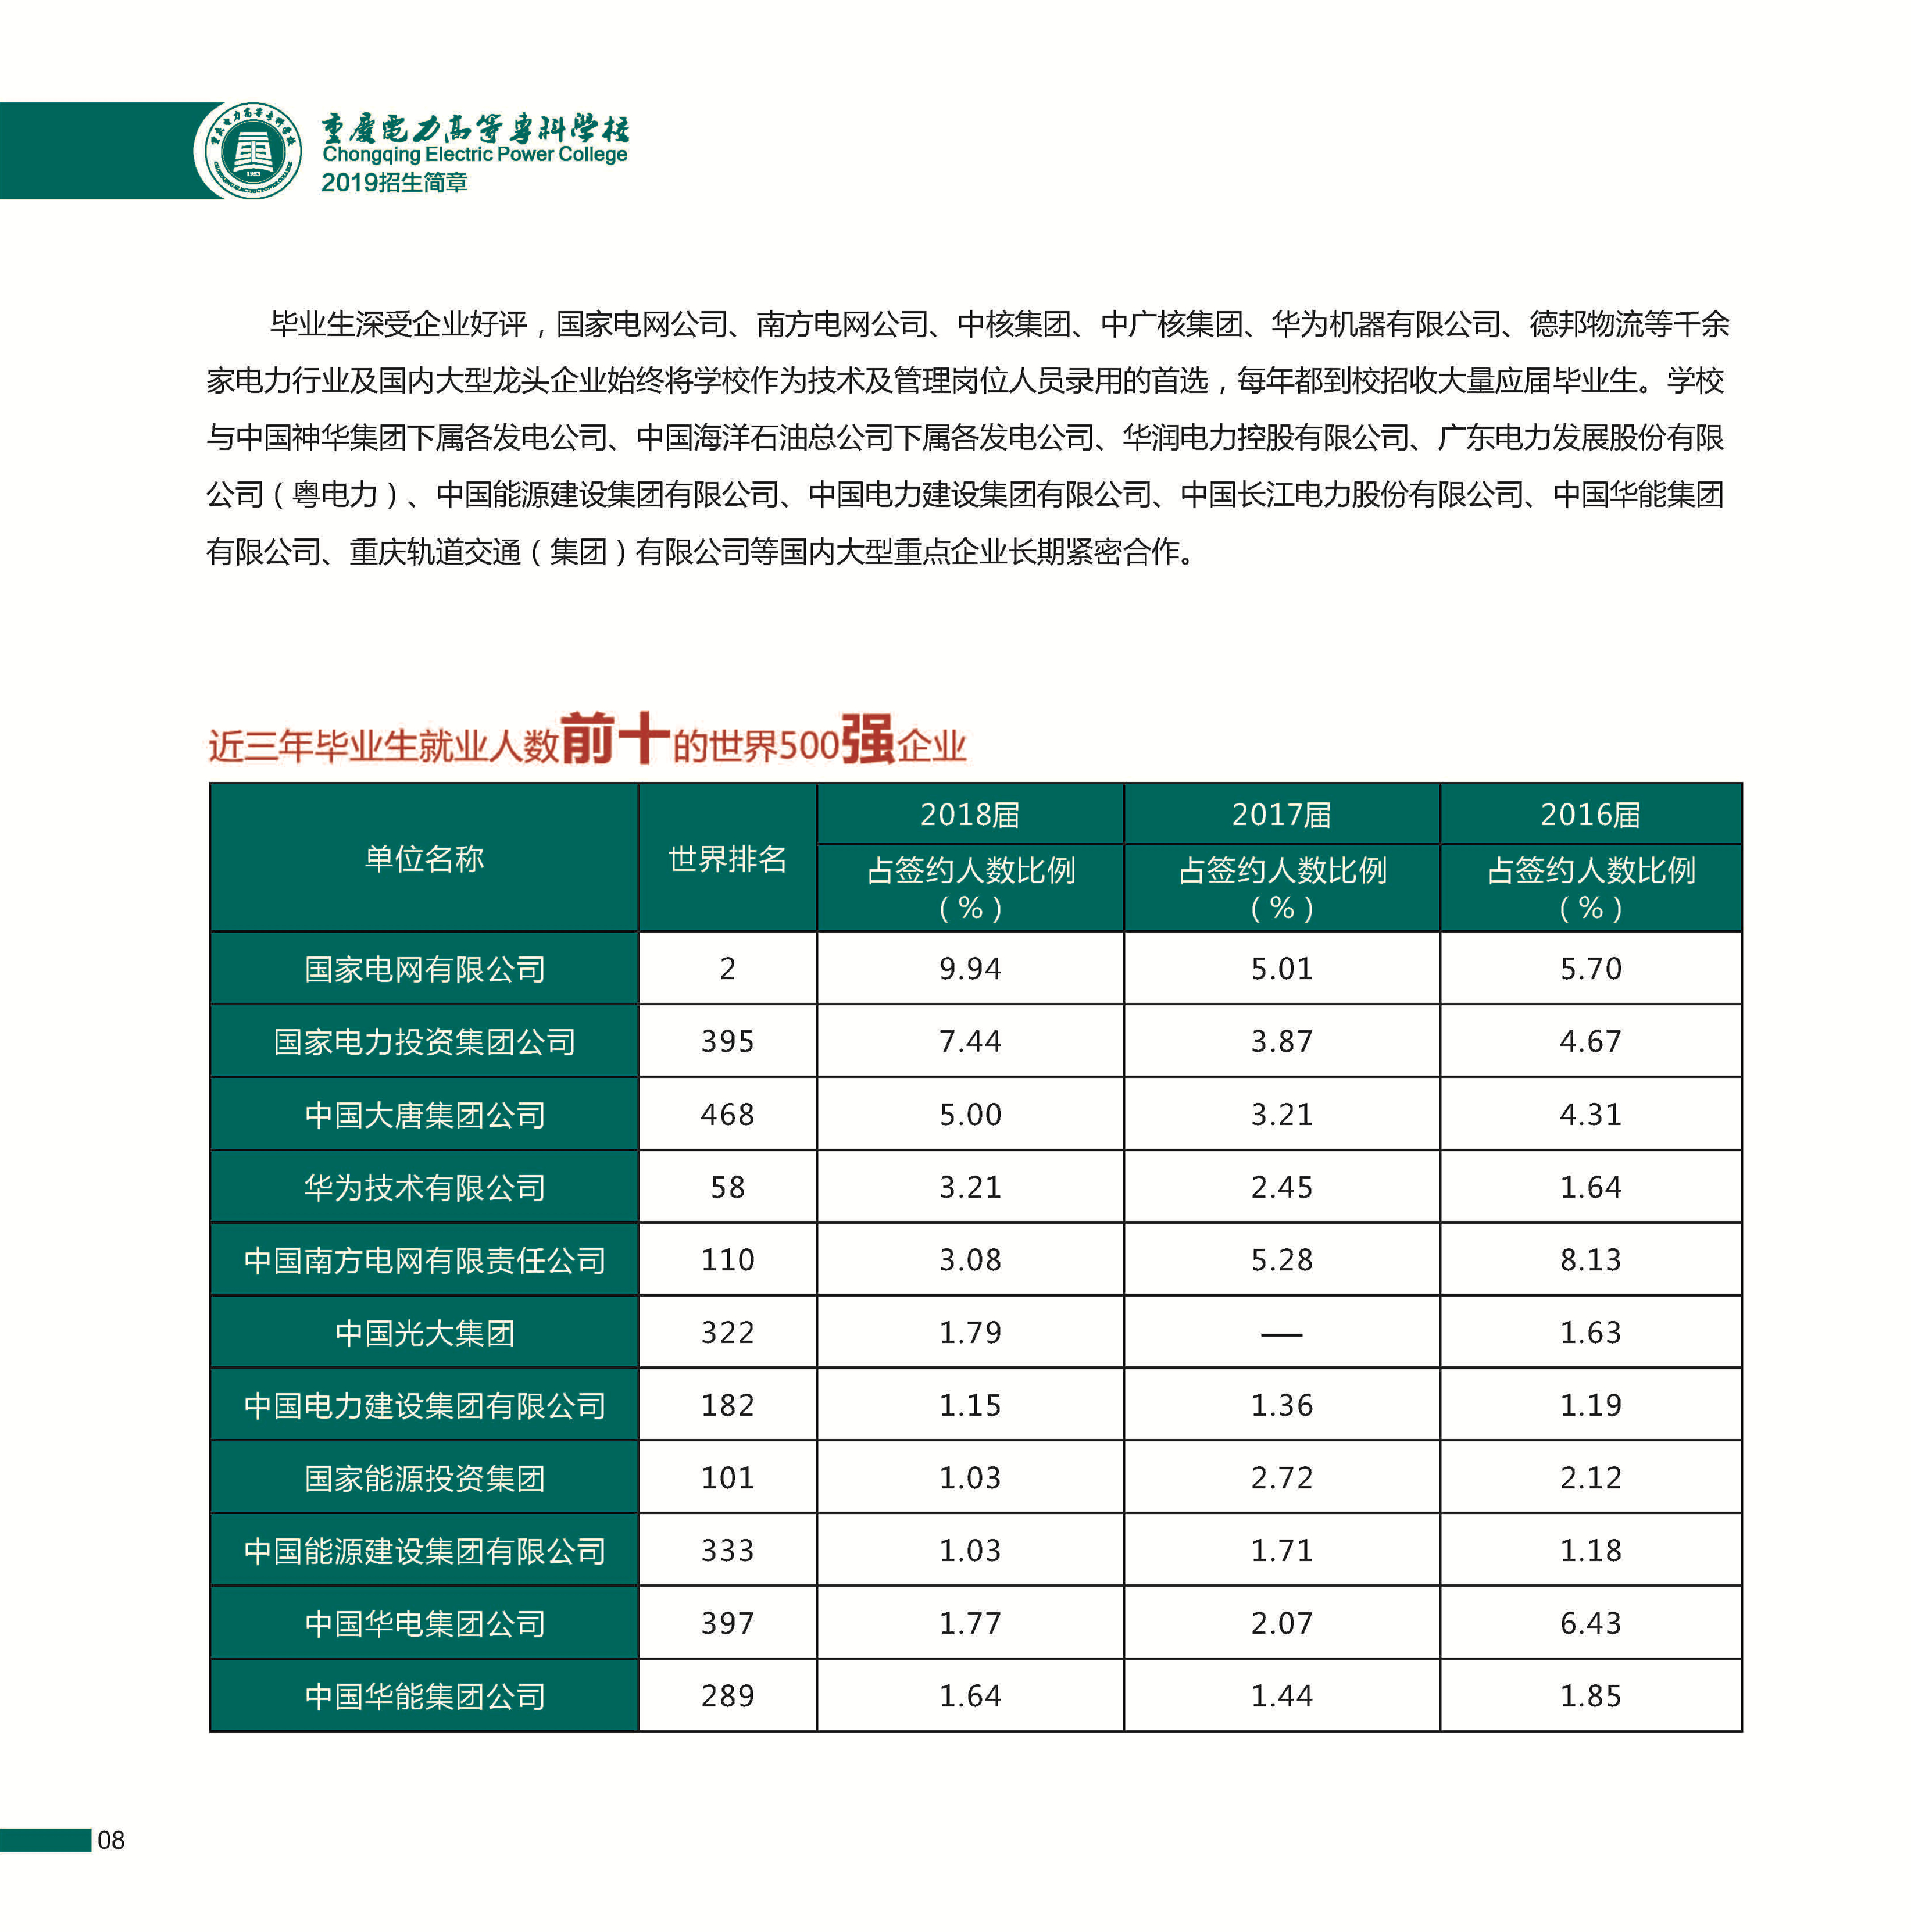 重庆电力高等专科学校
CHONGQING ELECTRIC POWER COLLEGE
1953
重庆电力高等专科学校
Chongqing Electric Power College
2019招生简章
毕业生深受企业好评，国家电网公司、南方电网公司、中核集团、中广核集团、华为机器有限公司、德邦物流等千余
家电力行业及国内大型龙头企业始终将学校作为技术及管理岗位人员录用的首选，每年都到校招收大量应届毕业生。学校
与中国神华集团下属各发电公司、中国海洋石油总公司下属各发电公司、华润电力控股有限公司、广东电力发展股份有限
公司（粤电力）、中国能源建设集团有限公司、中国电力建设集团有限公司、中国长江电力股份有限公司、中国华能集团
有限公司、重庆轨道交通（集团）有限公司等国内大型重点企业长期紧密合作。
近三年毕业生就业人数前十的世界500强企业
单位名称 世界排名 2018届 2017届 2016届
占签约人数比例（%） 占签约人数比例（%） 占签约人数比例（%）
国家电网有限公司 2 9.94 5.01 5.70
国家电力投资集团公司 395 7.44 3.87 4.67
中国大唐集团公司 468 5.00 3.21 4.31
华为技术有限公司 58 3.21 2.45 1.64
中国南方电网有限责任公司 110 3.08 5.28 8.13
中国光大集团 322 1.79 — 1.63
中国电力建设集团有限公司 182 1.15 1.36 1.19
国家能源投资集团 101 1.03 2.72 2.12
中国能源建设集团有限公司 333 1.03 1.71 1.18
中国华电集团公司 397 1.77 2.07 6.43
中国华能集团公司 289 1.64 1.44 1.85
08